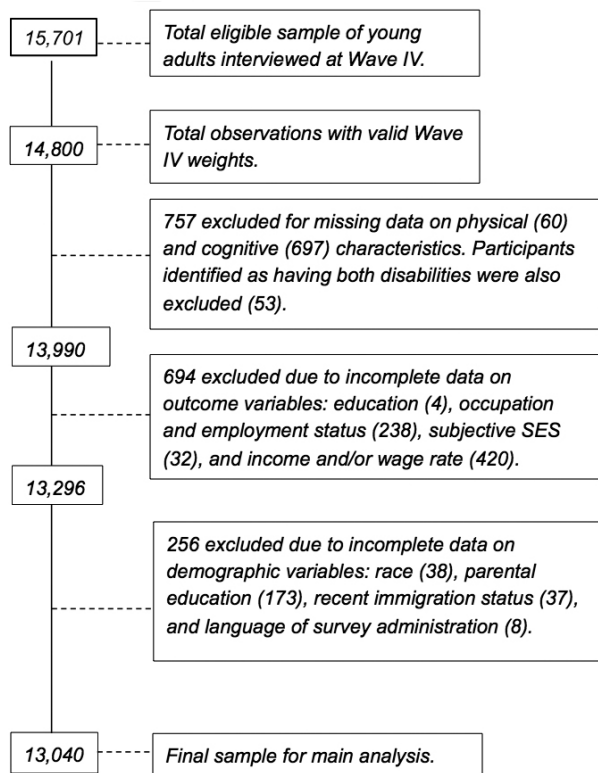 15,701
Total eligible sample of young
adults interviewed at Wave IV.
14,800
Total observations with valid Wave
IV weights.
757 excluded for missing data on physical (60)
and cognitive (697) characteristics. Participants
identified as having both disabilities were also
excluded (53).
13,990
694 excluded due to incomplete data on
outcome variables: education (4), occupation
and employment status (238), subjective SES
(32), and income and/or wage rate (420).
13,296
256 excluded due to incomplete data on
demographic variables: race (38), parental
education (173), recent immigration status (37),
and language of survey administration (8).
13,040
Final sample for main analysis.